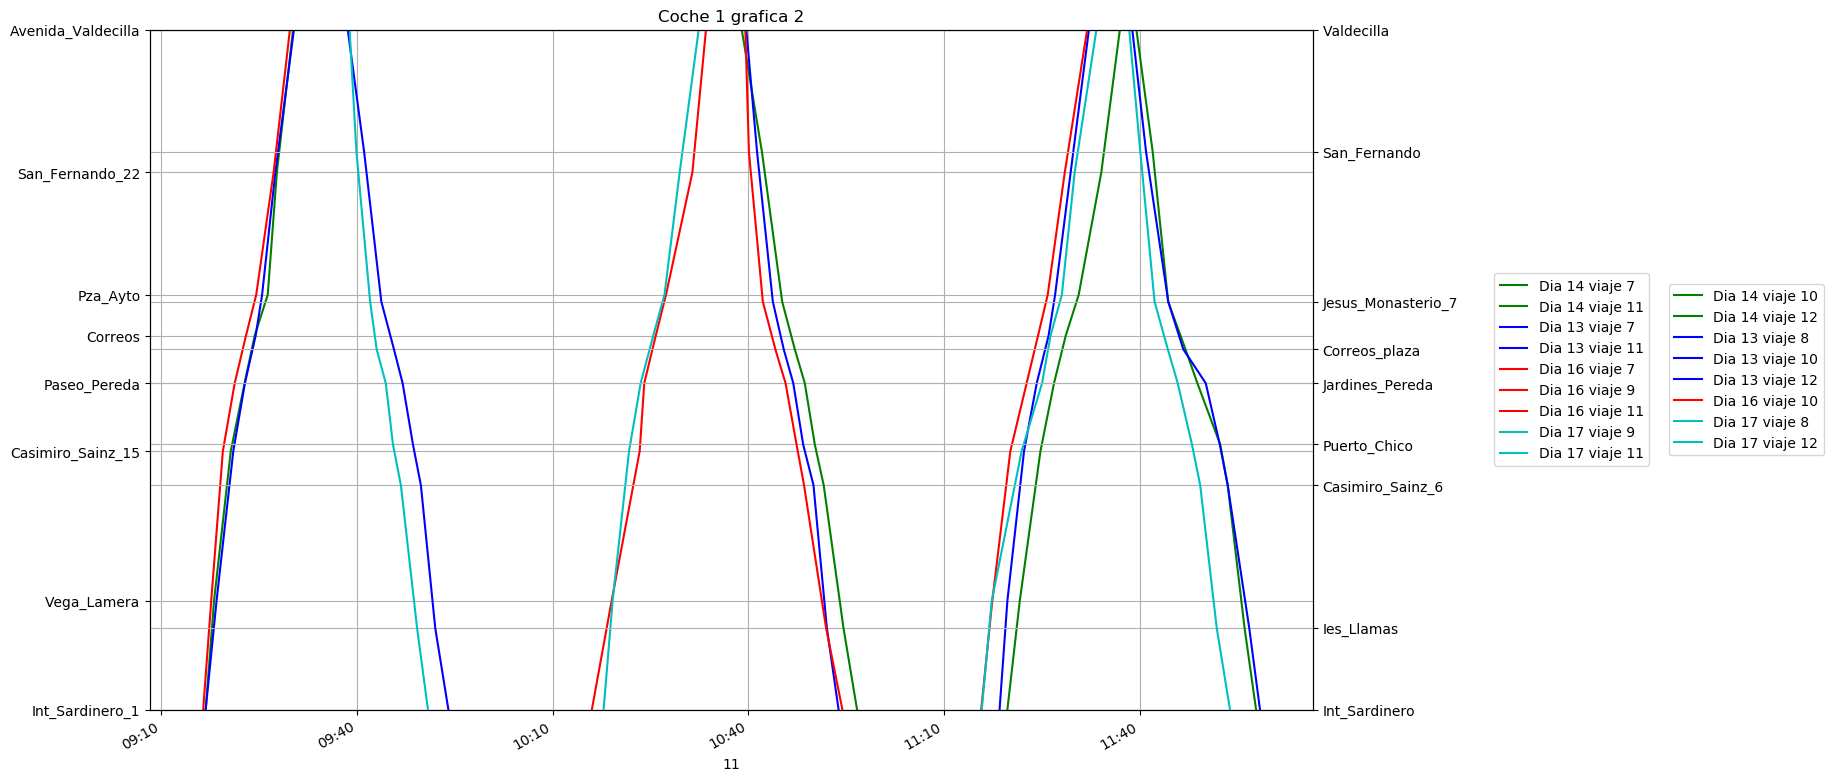 Coche 1 grafica 2
Avenida_Valdecilla
San_Fernando_22
Pza_Ayto
Correos
Paseo_Pereda
Casimiro_Sainz_15
Vega_Lamera
Int_Sardinero_1
Valdecilla
San_Fernando
Jesus_Monasterio_7
Correos_plaza
Jardines_Pereda
Puerto_Chico
Casimiro_Sainz_6
Ies_Llamas
Int_Sardinero
09:10
09:40
10:10
10:40
11:10
11:40
11
Dia 14 viaje 7
Dia 14 viaje 11
Dia 13 viaje 7
Dia 13 viaje 11
Dia 16 viaje 7
Dia 16 viaje 9
Dia 16 viaje 11
Dia 17 viaje 9
Dia 17 viaje 11
Dia 14 viaje 10
Dia 14 viaje 12
Dia 13 viaje 8
Dia 13 viaje 10
Dia 13 viaje 12
Dia 16 viaje 10
Dia 17 viaje 8
Dia 17 viaje 12